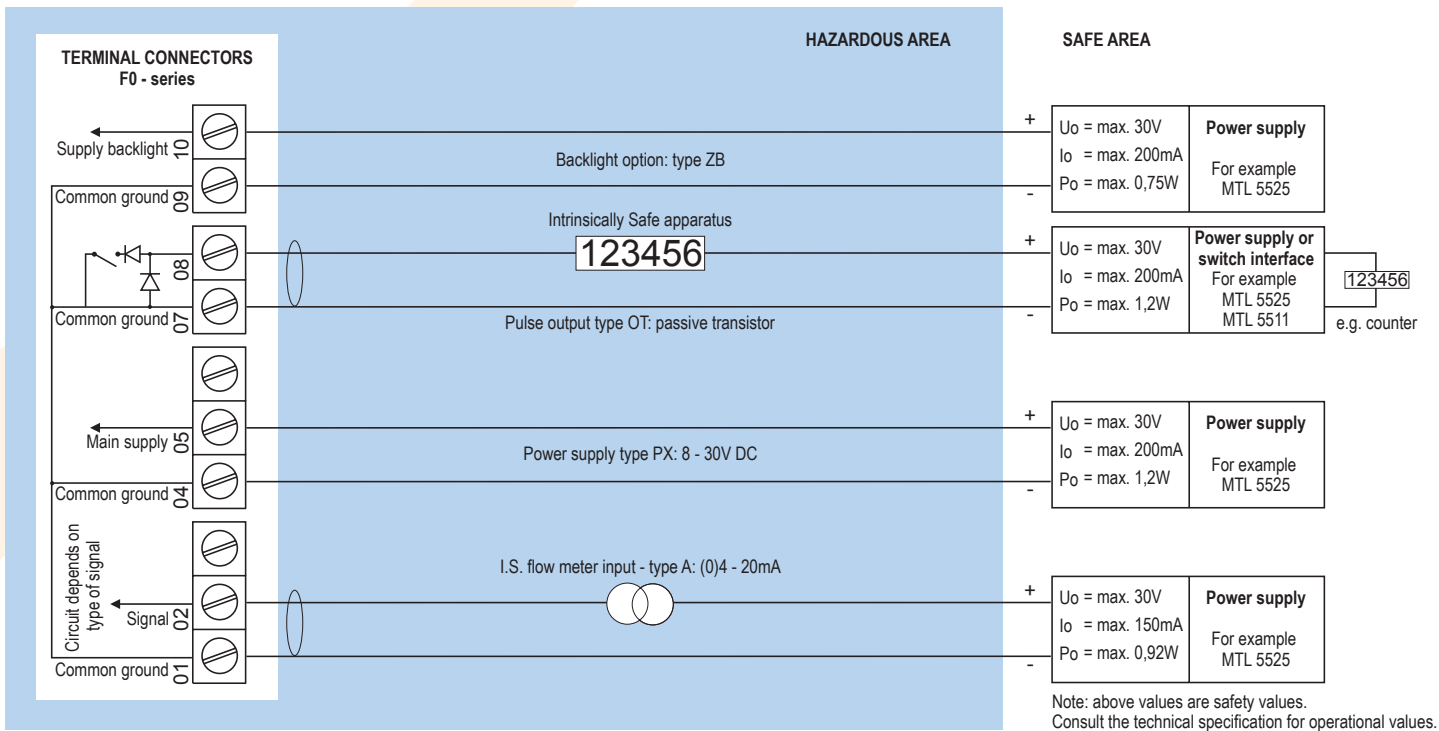 HAZARDOUS AREA
SAFE AREA
TERMINAL CONNECTORS
F0 - series
Supply backlight
10
Common ground
09
08
Common ground
07
Main supply
05
Common ground
04
Circuit depends on
type of signal
Signal
02
Common ground
01
Backlight option: type ZB
Intrinsically Safe apparatus
123456
Pulse output type OT: passive transistor
Power supply type PX: 8 - 30V DC
I.S. flow meter input - type A: (0)4 - 20mA
+
-
Uo = max. 30V
Io = max. 200mA
Po = max. 0,75W
Power supply
For example
MTL 5525
+
-
Uo = max. 30V
Io = max. 200mA
Po = max. 1,2W
Power supply or
switch interface
For example
MTL 5525
MTL 5511
123456
e.g. counter
+
-
Uo = max. 30V
Io = max. 200mA
Po = max. 1,2W
Power supply
For example
MTL 5525
+
-
Uo = max. 30V
Io = max. 150mA
Po = max. 0,92W
Power supply
For example
MTL 5525
Note: above values are safety values.
Consult the technical specification for operational values.